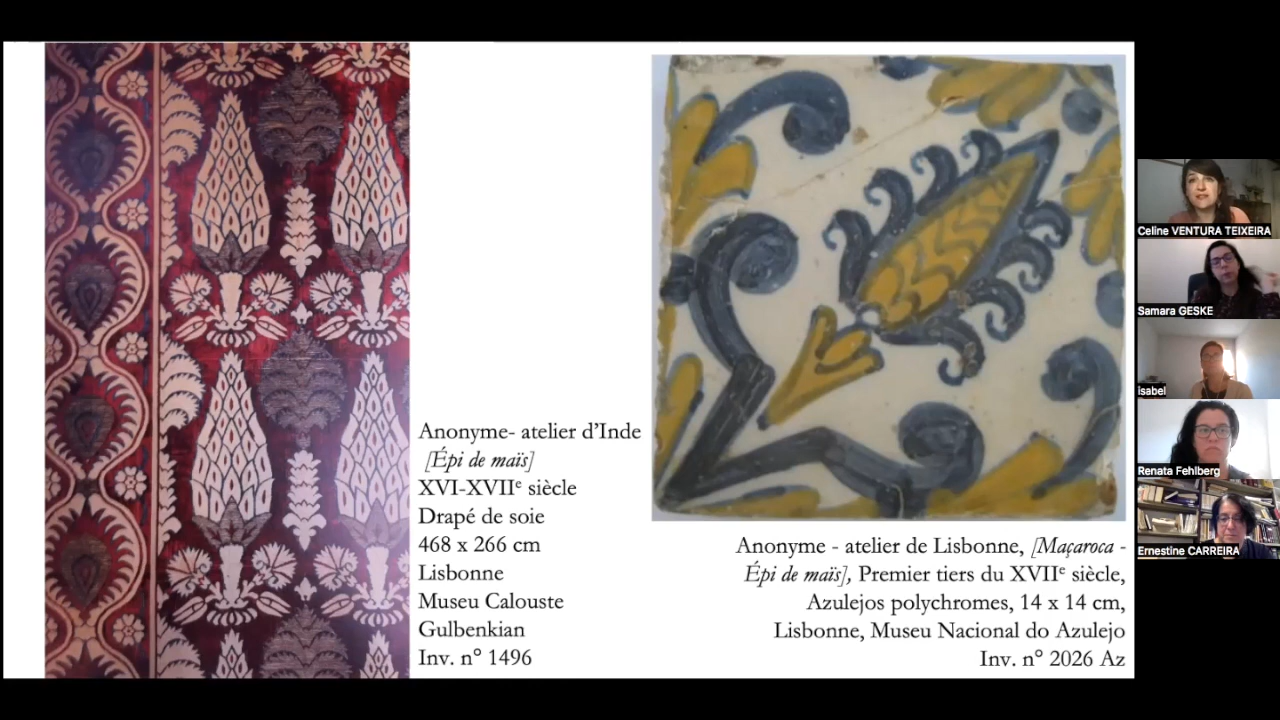 Anonyme- atelier d’Inde
[Épi de maïs]
XVI-XVIIᵉ siècle
Drapé de soie
468 x 266 cm
Lisbonne
Museu Calouste
Gulbenkian
Inv. n° 1496
Anonyme - atelier de Lisbonne, [Maçaroca -
Épi de maïs], Premier tiers du XVIIᵉ siècle,
Azulejos polychromes, 14 x 14 cm,
Lisbonne, Museu Nacional do Azulejo
Inv. n° 2026 Az
Celine VENTURA TEIXEIRA
Samara GESKE
isabel
Renata Fehlberg
Ernestine CARREIRA